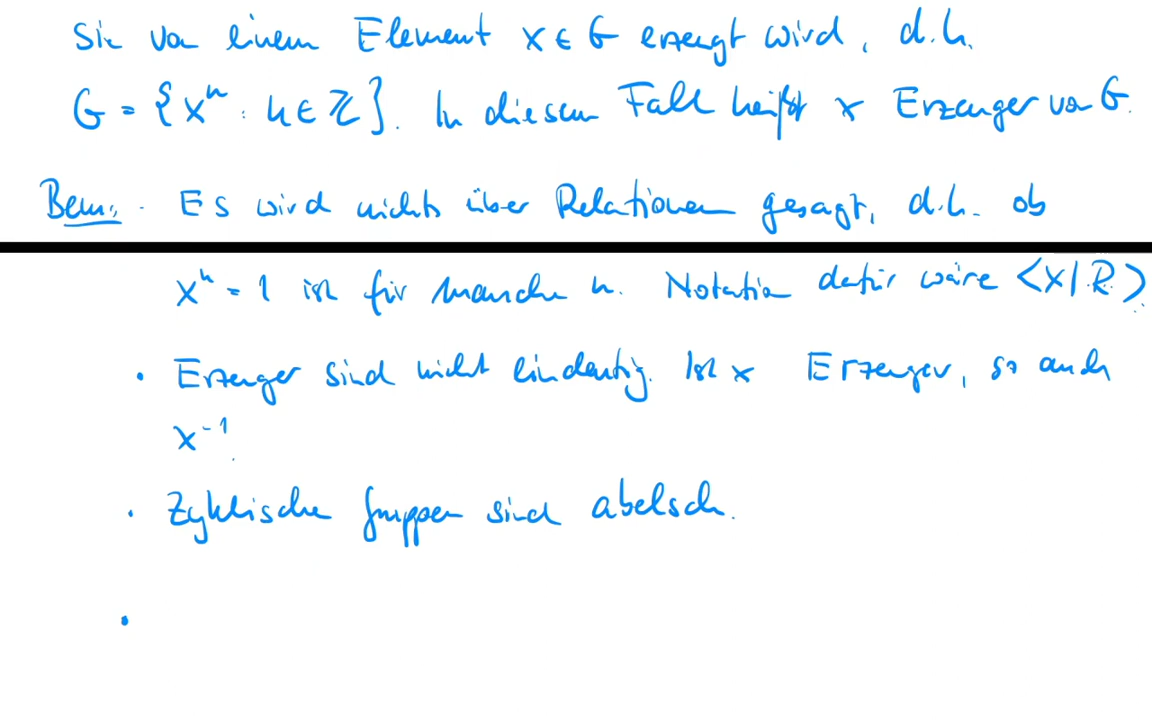 sie von einem Element x ∈ G erzeugt wird, d.h.
G = {xⁿ : n ∈ ℤ}. In diesem Fall heißt x Erzeuger von G.
Bem: · Es wird nichts über Relationen gesagt, d.h. ob
xⁿ = 1 ist für manche n. Notation dafür wäre <x | R>
· Erzeuger sind nicht eindeutig. Ist x Erzeuger, so auch
x⁻¹.
· Zyklische Gruppen sind abelsch.
·